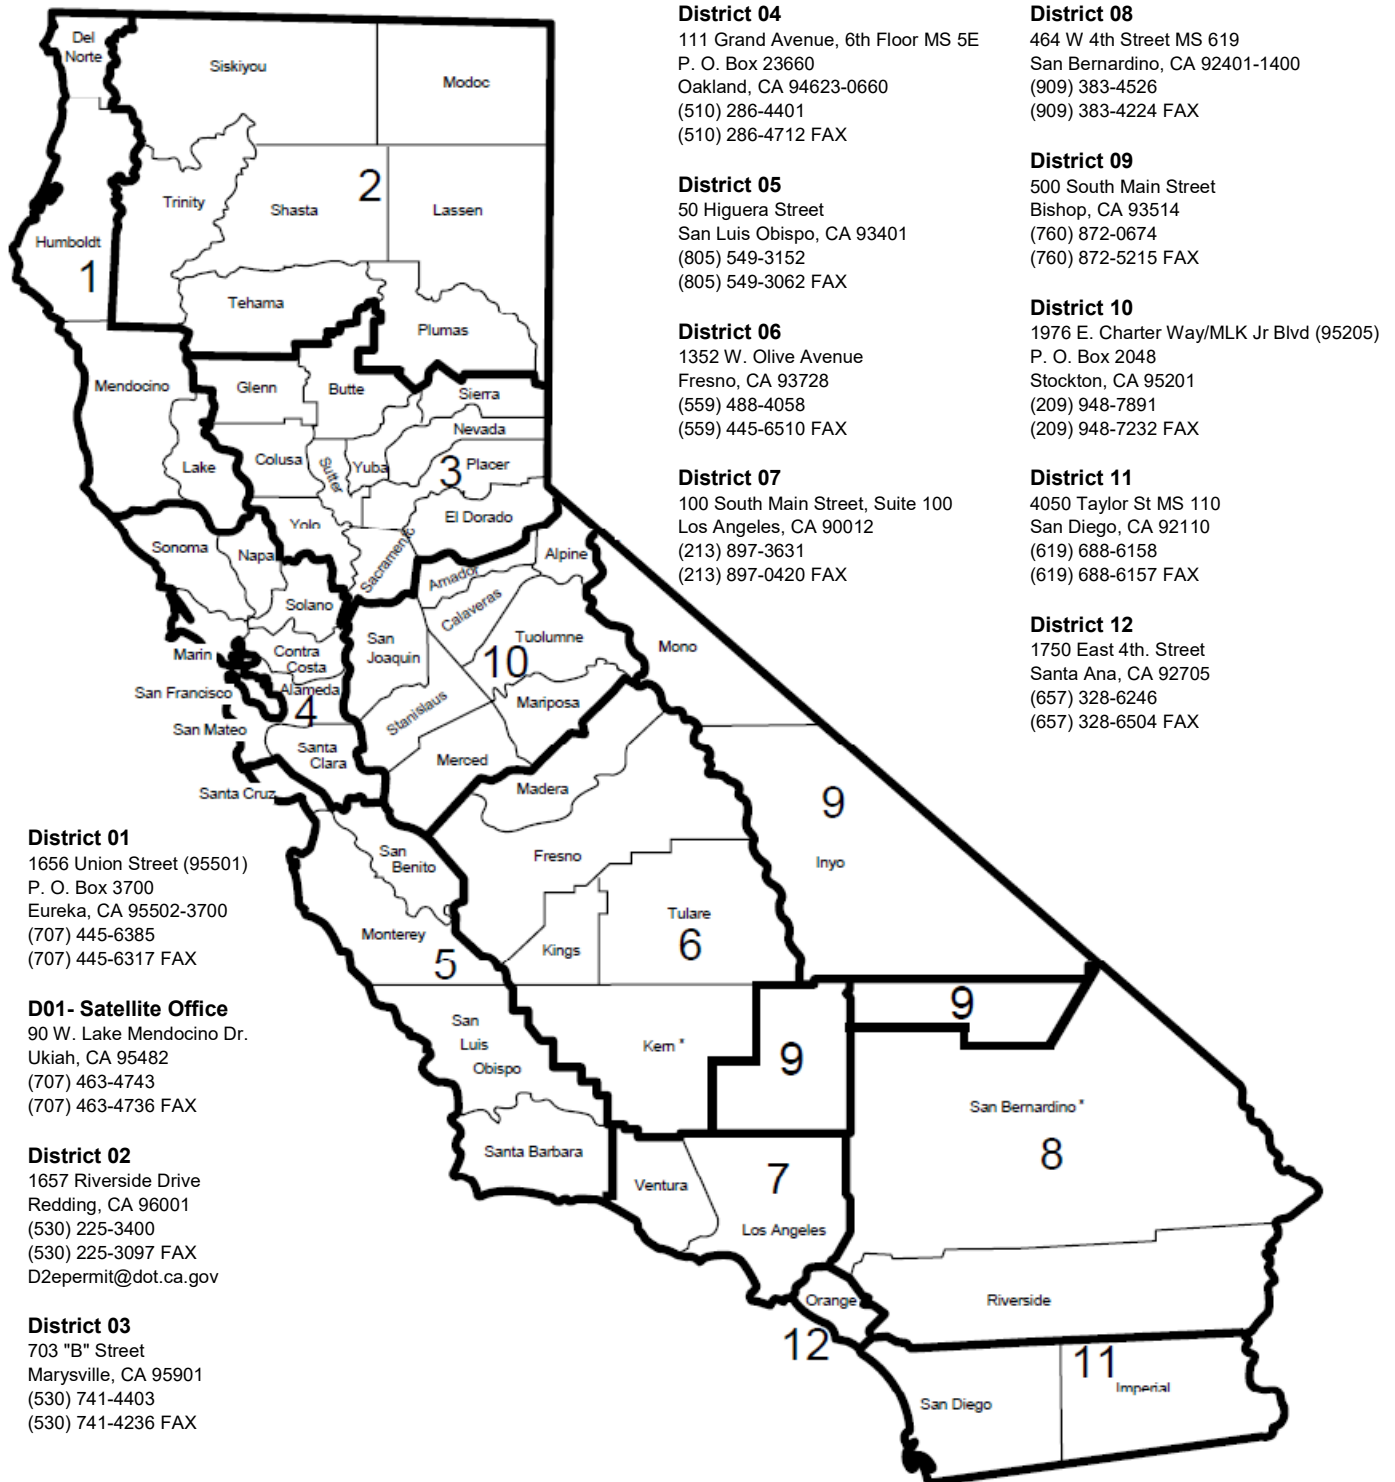 District 04
111 Grand Avenue, 6th Floor MS 5E
P. O. Box 23660
Oakland, CA 94623-0660
(510) 286-4401
(510) 286-4712 FAX
District 05
50 Higuera Street
San Luis Obispo, CA 93401
(805) 549-3152
(805) 549-3062 FAX
District 06
1352 W. Olive Avenue
Fresno, CA 93728
(559) 488-4058
(559) 445-6510 FAX
District 07
100 South Main Street, Suite 100
Los Angeles, CA 90012
(213) 897-3631
(213) 897-0420 FAX
District 08
464 W 4th Street MS 619
San Bernardino, CA 92401-1400
(909) 383-4526
(909) 383-4224 FAX
District 09
500 South Main Street
Bishop, CA 93514
(760) 872-0674
(760) 872-5215 FAX
District 10
1976 E. Charter Way/MLK Jr Blvd (95205)
P. O. Box 2048
Stockton, CA 95201
(209) 948-7891
(209) 948-7232 FAX
District 11
4050 Taylor St MS 110
San Diego, CA 92110
(619) 688-6158
(619) 688-6157 FAX
District 12
1750 East 4th. Street
Santa Ana, CA 92705
(657) 328-6246
(657) 328-6504 FAX
Del
Norte
Siskiyou
Modoc
Trinity
Shasta
2
Lassen
Humboldt
1
Tehama
Plumas
Mendocino
Glenn
Butte
Sierra
Nevada
Lake
Colusa
Sutter
Yuba
3
Placer
Yolo
El Dorado
Sonoma
Napa
Sacramento
Alpine
Amador
Calaveras
Solano
San
Joaquin
Tuolumne
Mono
Marin
Contra
Costa
10
San Francisco
Alameda
4
Stanislaus
Mariposa
San Mateo
Santa
Clara
Merced
Santa Cruz
Madera
9
San
Benito
Fresno
Inyo
Monterey
5
Kings
Tulare
6
9
San
Luis
Obispo
Kern *
9
San Bernardino *
8
Santa Barbara
Ventura
7
Los Angeles
Orange
12
Riverside
11
San Diego
Imperial
District 01
1656 Union Street (95501)
P. O. Box 3700
Eureka, CA 95502-3700
(707) 445-6385
(707) 445-6317 FAX
D01- Satellite Office
90 W. Lake Mendocino Dr.
Ukiah, CA 95482
(707) 463-4743
(707) 463-4736 FAX
District 02
1657 Riverside Drive
Redding, CA 96001
(530) 225-3400
(530) 225-3097 FAX
D2epermit@dot.ca.gov
District 03
703 "B" Street
Marysville, CA 95901
(530) 741-4403
(530) 741-4236 FAX